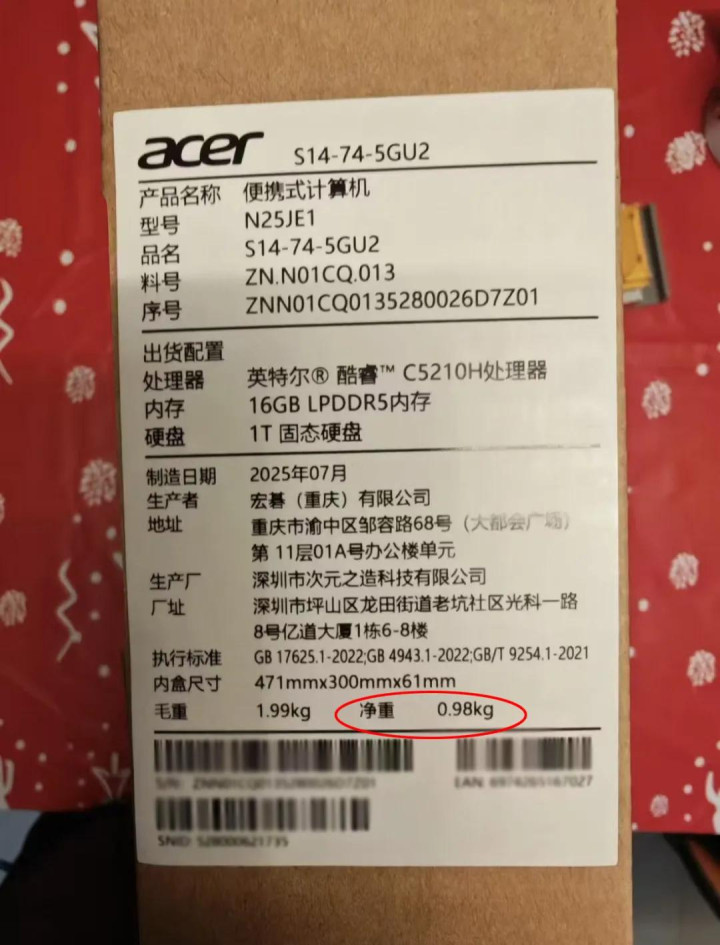 acer S14-74-5GU2
产品名称 便携式计算机
型号 N25JE1
品名 S14-74-5GU2
料号 ZN.N01CQ.013
序号 ZNN01CQ0135280026D7Z01
出货配置
处理器 英特尔® 酷睿™ C5210H处理器
内存 16GB LPDDR5内存
硬盘 1T 固态硬盘
制造日期 2025年07月
生产者 宏碁（重庆）有限公司
地址 重庆市渝中区邹容路68号（大都会广场）
第 11层01A号办公楼单元
生产厂 深圳市次元之造科技有限公司
厂址 深圳市坪山区龙田街道老坑社区光科一路
8号亿道大厦1栋6-8楼
执行标准 GB 17625.1-2022;GB 4943.1-2022;GB/T 9254.1-2021
内盒尺寸 471mmx300mmx61mm
毛重 1.99kg 净重 0.98kg
S/N: ZNN01CQ0135280026D7Z01 EAN:
SNID: